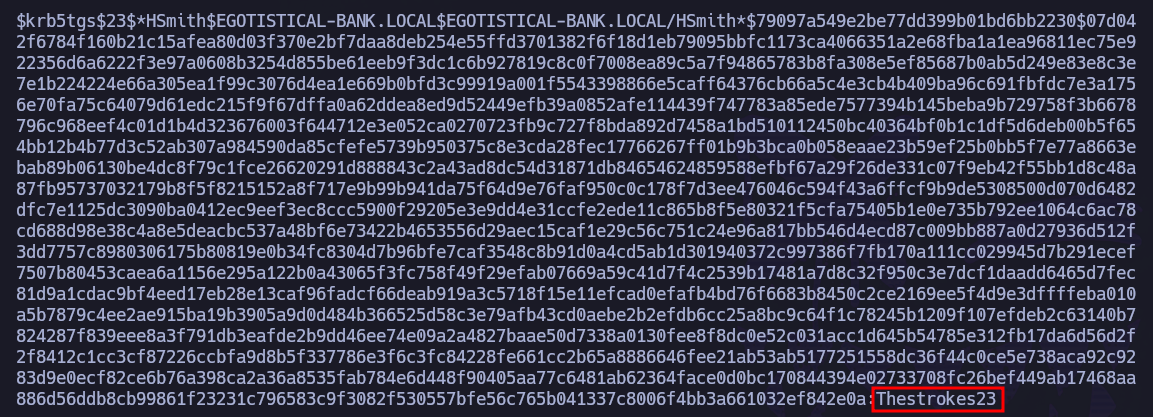 $krb5tgs$23$*HSmith$EGOTISTICAL-BANK.LOCAL$EGOTISTICAL-BANK.LOCAL/HSmith*$79097a549e2be77dd399b01bd6bb2230$07d04
2f6784f160b21c15afea80d03f370e2bf7daa8deb254e55ffd3701382f6f18d1eb79095bbfc1173ca4066351a2e68fba1a1ea96811ec75e9
22356d6a6222f3e97a0608b3254d855be61eeb9f3dc1c6b927819c8c0f7008ea89c5a7f94865783b8fa308e5ef85687b0ab5d249e83e8c3e
7e1b224224e66a305ea1f99c3076d4ea1e669b0bfd3c99919a001f5543398866e5caff64376cb66a5c4e3cb4b409ba96c691fbfdc7e3a175
6e70fa75c64079d61edc215f9f67dffa0a62ddea8ed9d52449efb39a0852afe114439f747783a85ede7577394b145beba9b729758f3b6678
796c968eef4c01d1b4d323676003f644712e3e052ca0270723fb9c727f8bda892d7458a1bd510112450bc40364bf0b1c1df5d6deb00b5f65
4bb12b4b77d3c52ab307a984590da85cfefe5739b950375c8e3cda28fec17766267ff01b9b3bca0b058eaae23b59ef25b0bb5f7e77a8663e
bab89b06130be4dc8f79c1fce26620291d888843c2a43ad8dc54d31871db84654624859588efbf67a29f26de331c07f9eb42f55bb1d8c48a
87fb95737032179b8f5f8215152a8f717e9b99b941da75f64d9e76faf950c0c178f7d3ee476046c594f43a6ffcf9b9de5308500d070d6482
dfc7e1125dc3090ba0412ec9eef3ec8ccc5900f29205e3e9dd4e31ccfe2ede11c865b8f5e80321f5cfa75405b1e0e735b792ee1064c6ac78
cd688d98e38c4a8e5deacbc537a48bf6e73422b4653556d29aec15caf1e29c56c751c24e96a817bb546d4ecd87c009bb887a0d27936d512f
3dd7757c8980306175b80819e0b34fc8304d7b96bfe7caf3548c8b91d0a4cd5ab1d301940372c997386f7fb170a111cc029945d7b291ecef
7507b80453caea6a1156e295a122b0a43065f3fc758f49f29efab07669a59c41d7f4c2539b17481a7d8c32f950c3e7dcf1daadd6465d7fec
81d9a1cdac9bf4eed17eb28e13caf96fadcf66deab919a3c5718f15e11efcad0efafb4bd76f6683b8450c2ce2169ee5f4d9e3dffffeba010
a5b7879c4ee2ae915ba19b3905a9d0d484b366525d58c3e79afb43cd0aebe2b2efdb6cc25a8bc9c64f1c78245b1209f107efdeb2c63140b7
824287f839eee8a3f791db3eafde2b9dd46ee74e09a2a4827baae50d7338a0130fee8f8dc0e52c031acc1d645b54785e312fb17da6d56d2f
2f8412c1cc3cf87226ccbfa9d8b5f337786e3f6c3fc84228fe661cc2b65a8886646fee21ab53ab5177251558dc36f44c0ce5e738aca92c92
83d9e0ecf82ce6b76a398ca2a36a8535fab784e6d448f90405aa77c6481ab62364face0d0bc170844394e02733708fc26bef449ab17468aa
886d56ddb8cb99861f23231c796583c9f3082f530557bfe56c765b041337c8006f4bb3a661032ef842e0a:Thestrokes23